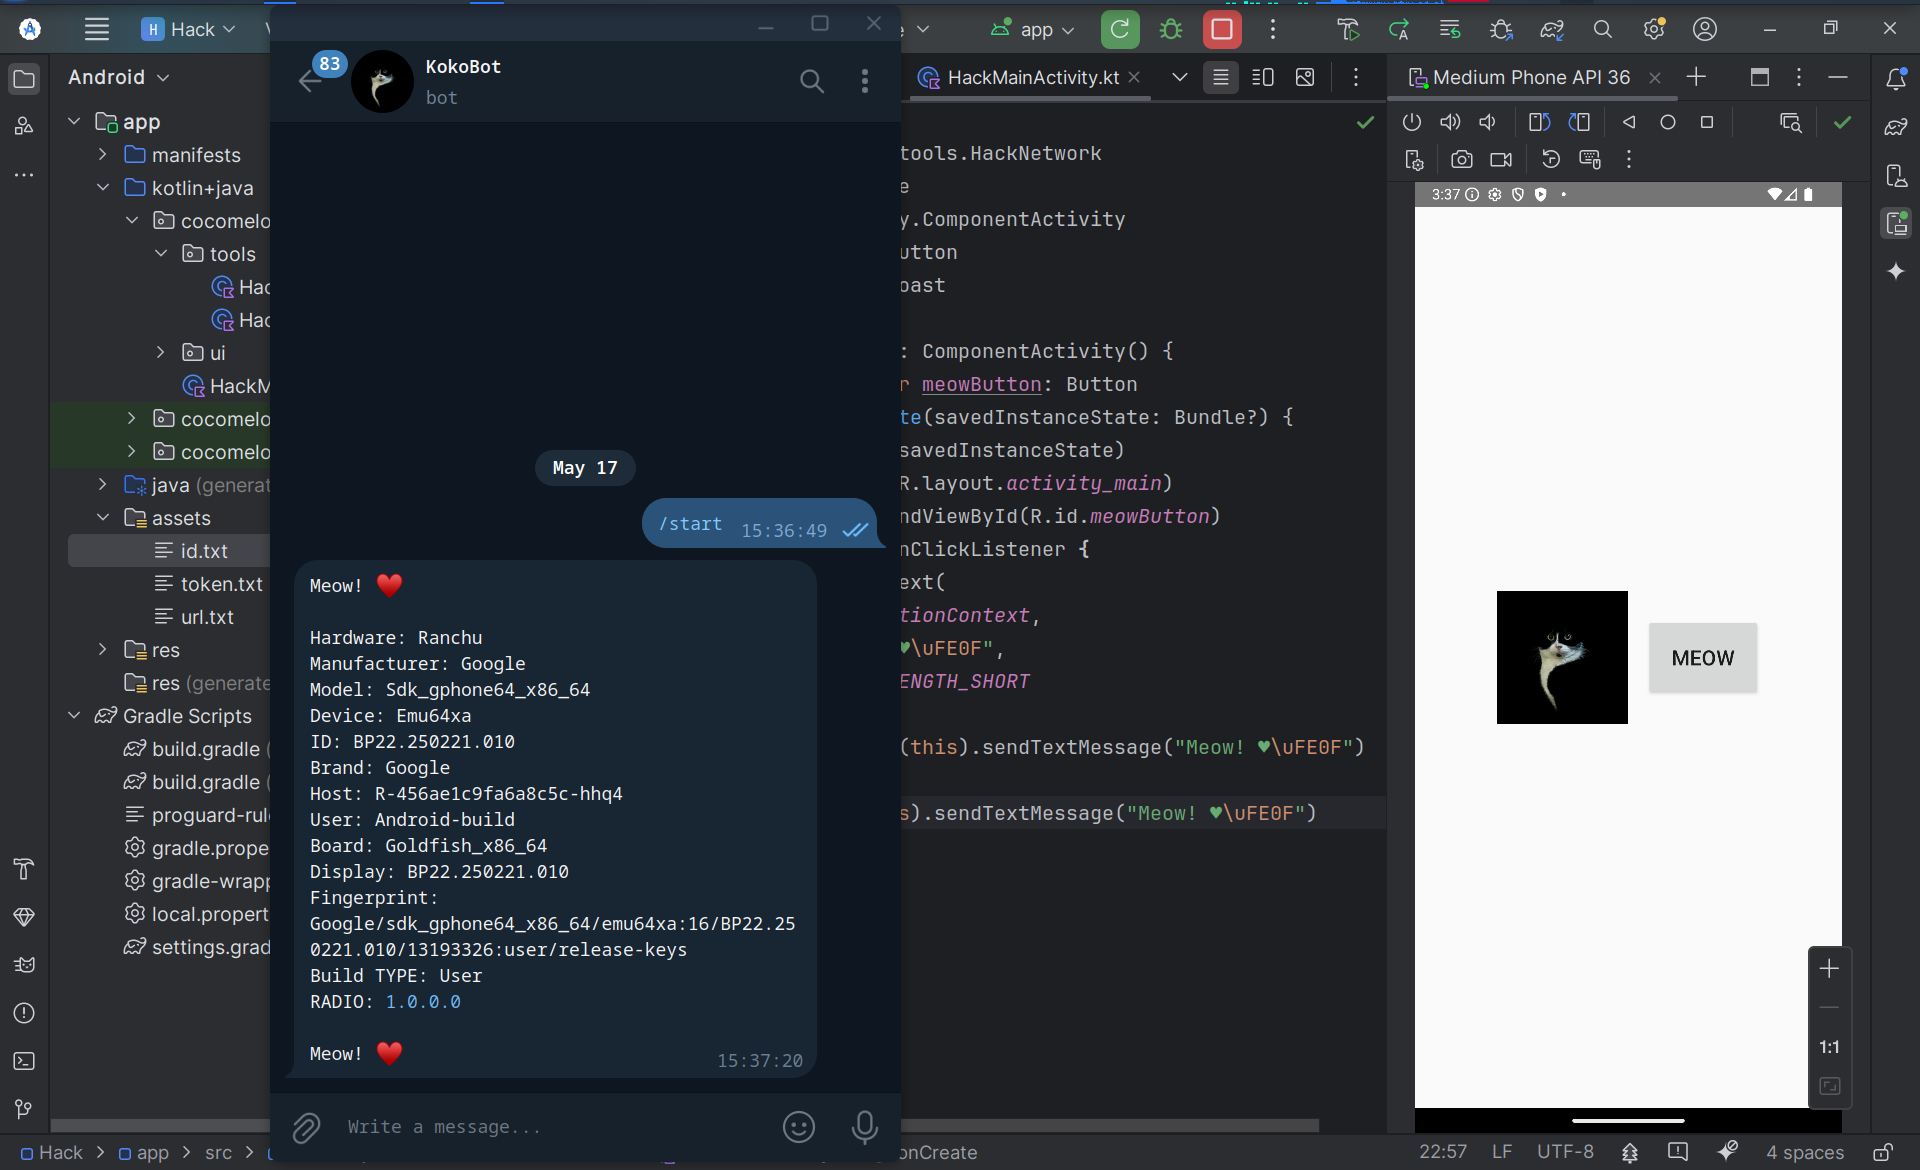 H Hack
app
Android
app
manifests
kotlin+java
cocomelo
tools
Hac
Hac
ui
HackM
cocomelo
cocomelo
java (generat
assets
id.txt
token.txt
url.txt
res
res (generate
Gradle Scripts
build.gradle (
build.gradle (
proguard-rul
gradle.prope
gradle-wrapp
local.propert
settings.grad
83
KokoBot
bot
May 17
/start 15:36:49
Meow! ♥️
Hardware: Ranchu
Manufacturer: Google
Model: Sdk_gphone64_x86_64
Device: Emu64xa
ID: BP22.250221.010
Brand: Google
Host: R-456ae1c9fa6a8c5c-hhq4
User: Android-build
Board: Goldfish_x86_64
Display: BP22.250221.010
Fingerprint:
Google/sdk_gphone64_x86_64/emu64xa:16/BP22.25
0221.010/13193326:user/release-keys
Build TYPE: User
RADIO: 1.0.0.0
Meow! ♥️
15:37:20
Write a message...
HackMainActivity.kt
tools.HackNetwork
e
y.ComponentActivity
utton
oast
: ComponentActivity() {
r meowButton: Button
te(savedInstanceState: Bundle?) {
savedInstanceState)
R.layout.activity_main)
ndViewById(R.id.meowButton)
nClickListener {
ext(
tionContext,
♥\uFE0F",
ENGTH_SHORT
(this).sendTextMessage("Meow! ♥\uFE0F")
s).sendTextMessage("Meow! ♥\uFE0F")
Medium Phone API 36
3:37
MEOW
1:1
Hack > app > src >
onCreate
22:57 LF UTF-8 4 spaces